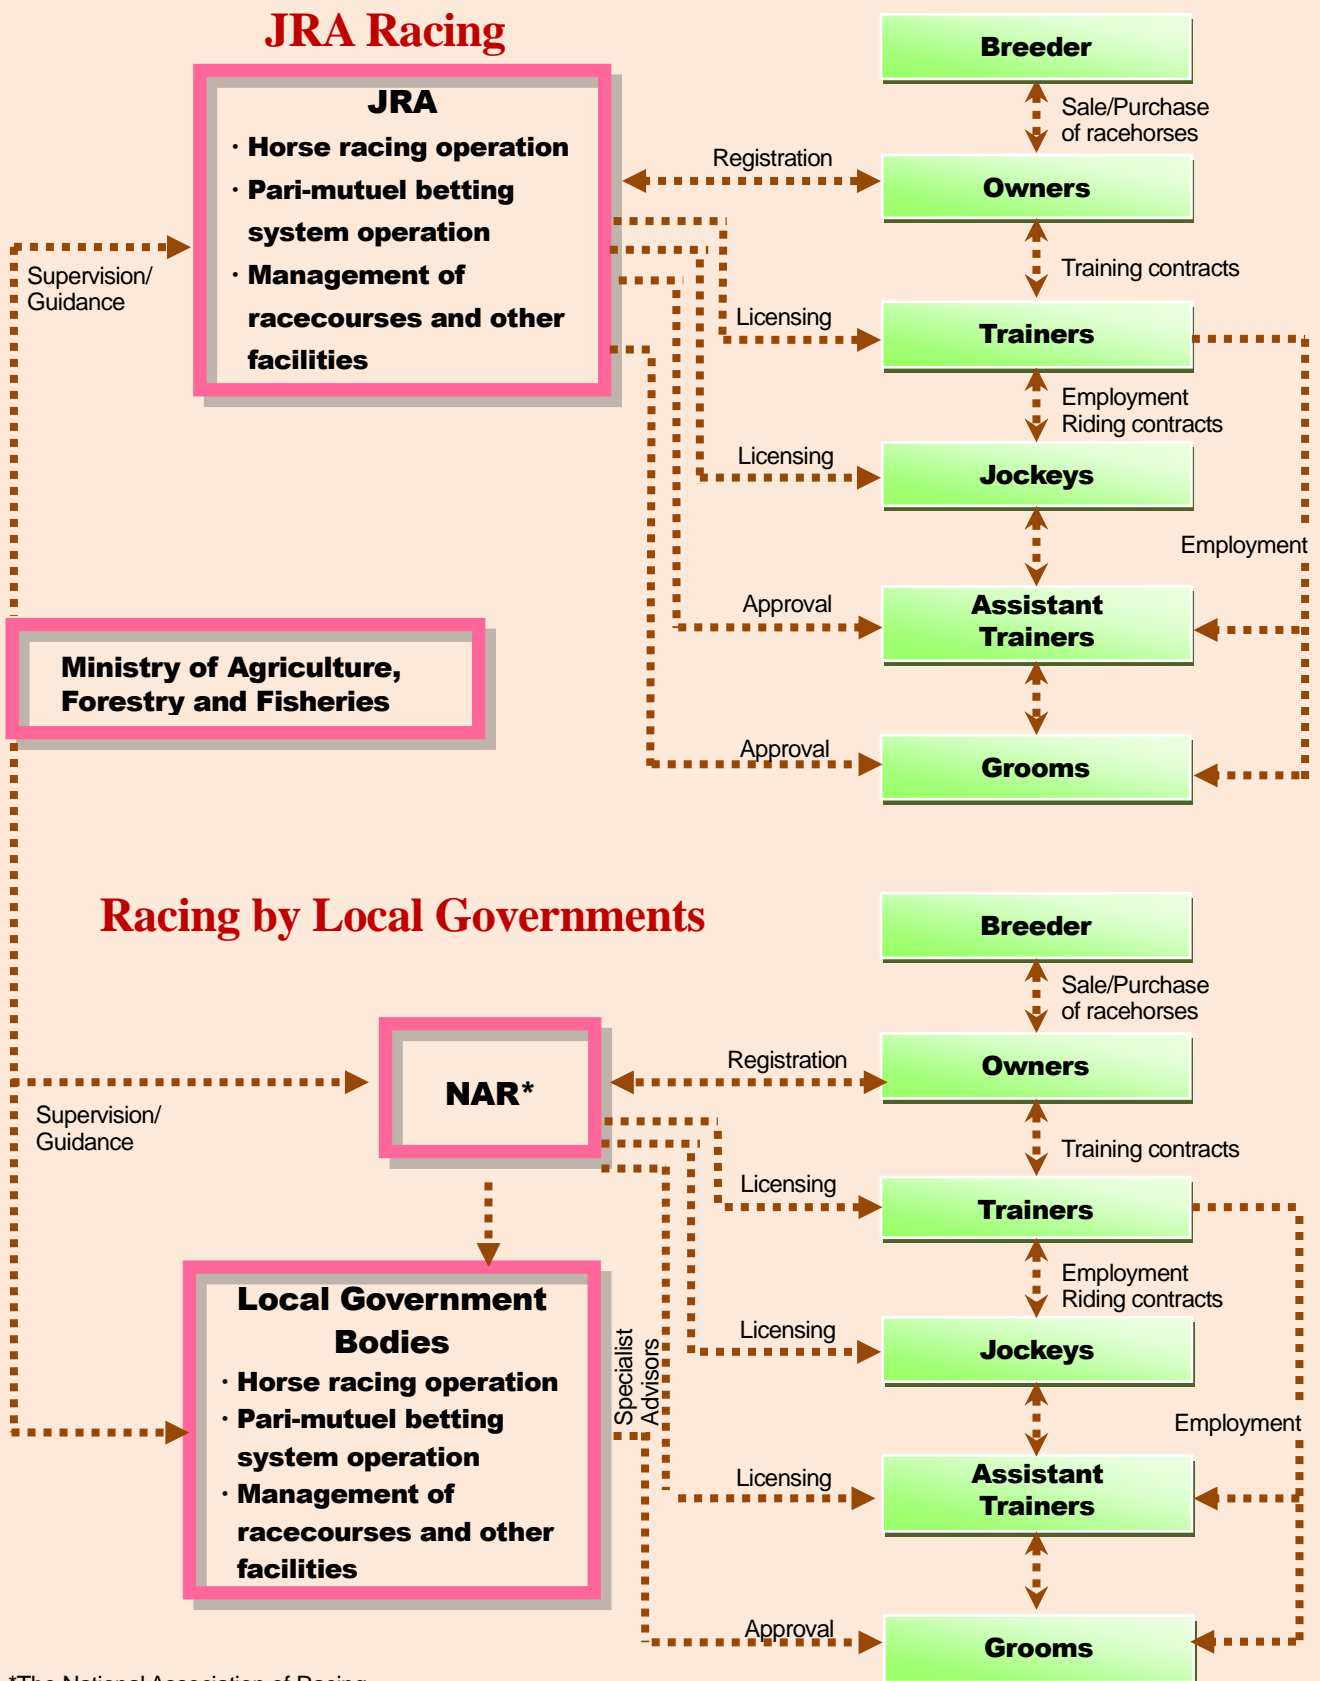 JRA Racing
JRA
· Horse racing operation
· Pari-mutuel betting
system operation
· Management of
racecourses and other
facilities
Supervision/
Guidance
Registration
Licensing
Licensing
Approval
Approval
Breeder
Sale/Purchase
of racehorses
Owners
Training contracts
Trainers
Employment
Riding contracts
Jockeys
Employment
Assistant
Trainers
Grooms
Ministry of Agriculture,
Forestry and Fisheries
Racing by Local Governments
NAR*
Supervision/
Guidance
Local Government
Bodies
· Horse racing operation
· Pari-mutuel betting
system operation
· Management of
racecourses and other
facilities
Specialist
Advisors
Registration
Licensing
Licensing
Licensing
Approval
Breeder
Sale/Purchase
of racehorses
Owners
Training contracts
Trainers
Employment
Riding contracts
Jockeys
Employment
Assistant
Trainers
Grooms
*The National Association of Racing